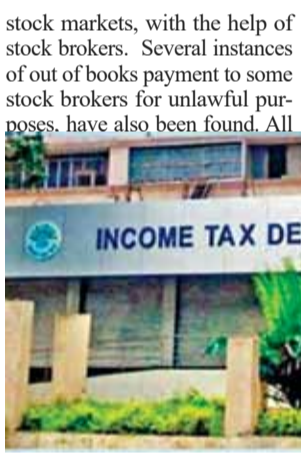 stock markets, with the help of
stock brokers. Several instances
of out of books payment to some
stock brokers for unlawful pur-
poses, have also been found. All
INCOME TAX DE